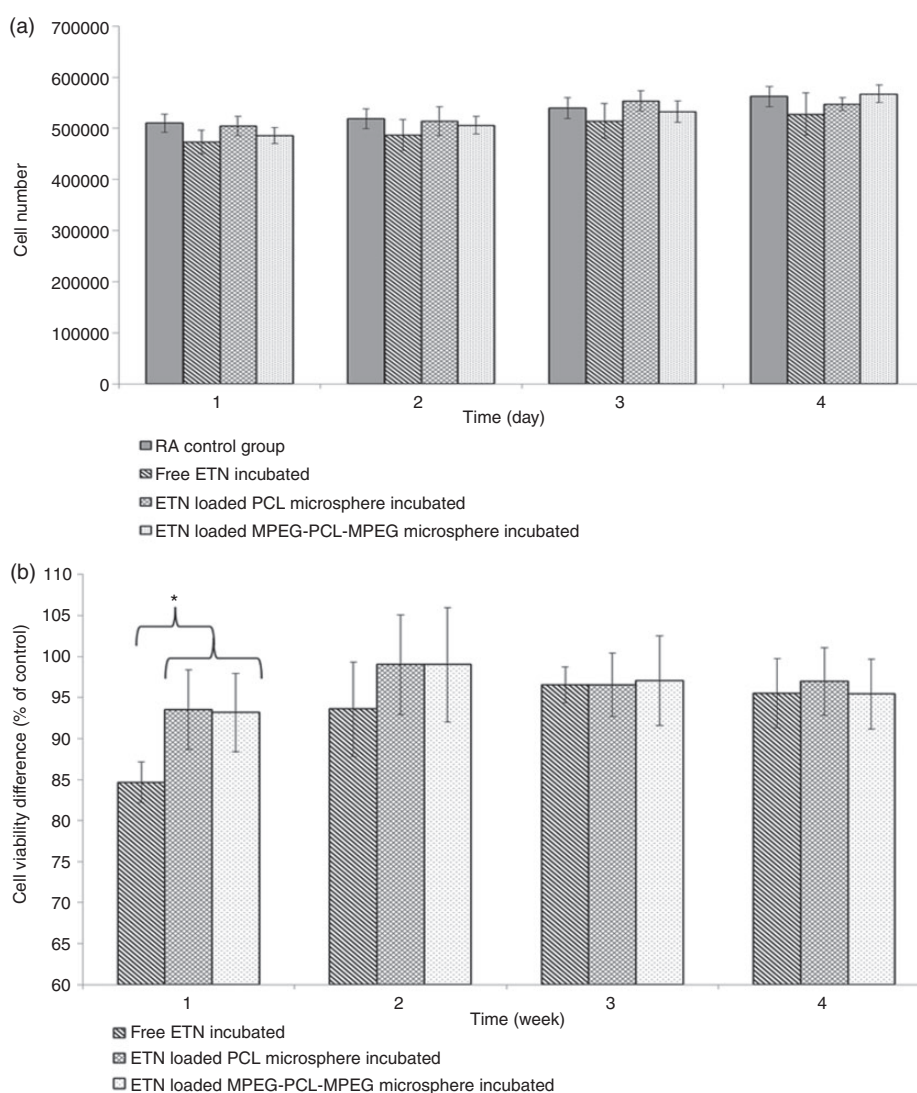 (a)
700000
600000
500000
400000
300000
200000
100000
0
Cell number
1 2 3 4
Time (day)
RA control group
Free ETN incubated
ETN loaded PCL microsphere incubated
ETN loaded MPEG-PCL-MPEG microsphere incubated
(b)
110
105
100
95
90
85
80
75
70
65
60
Cell viability difference (% of control)
*
1 2 3 4
Time (week)
Free ETN incubated
ETN loaded PCL microsphere incubated
ETN loaded MPEG-PCL-MPEG microsphere incubated